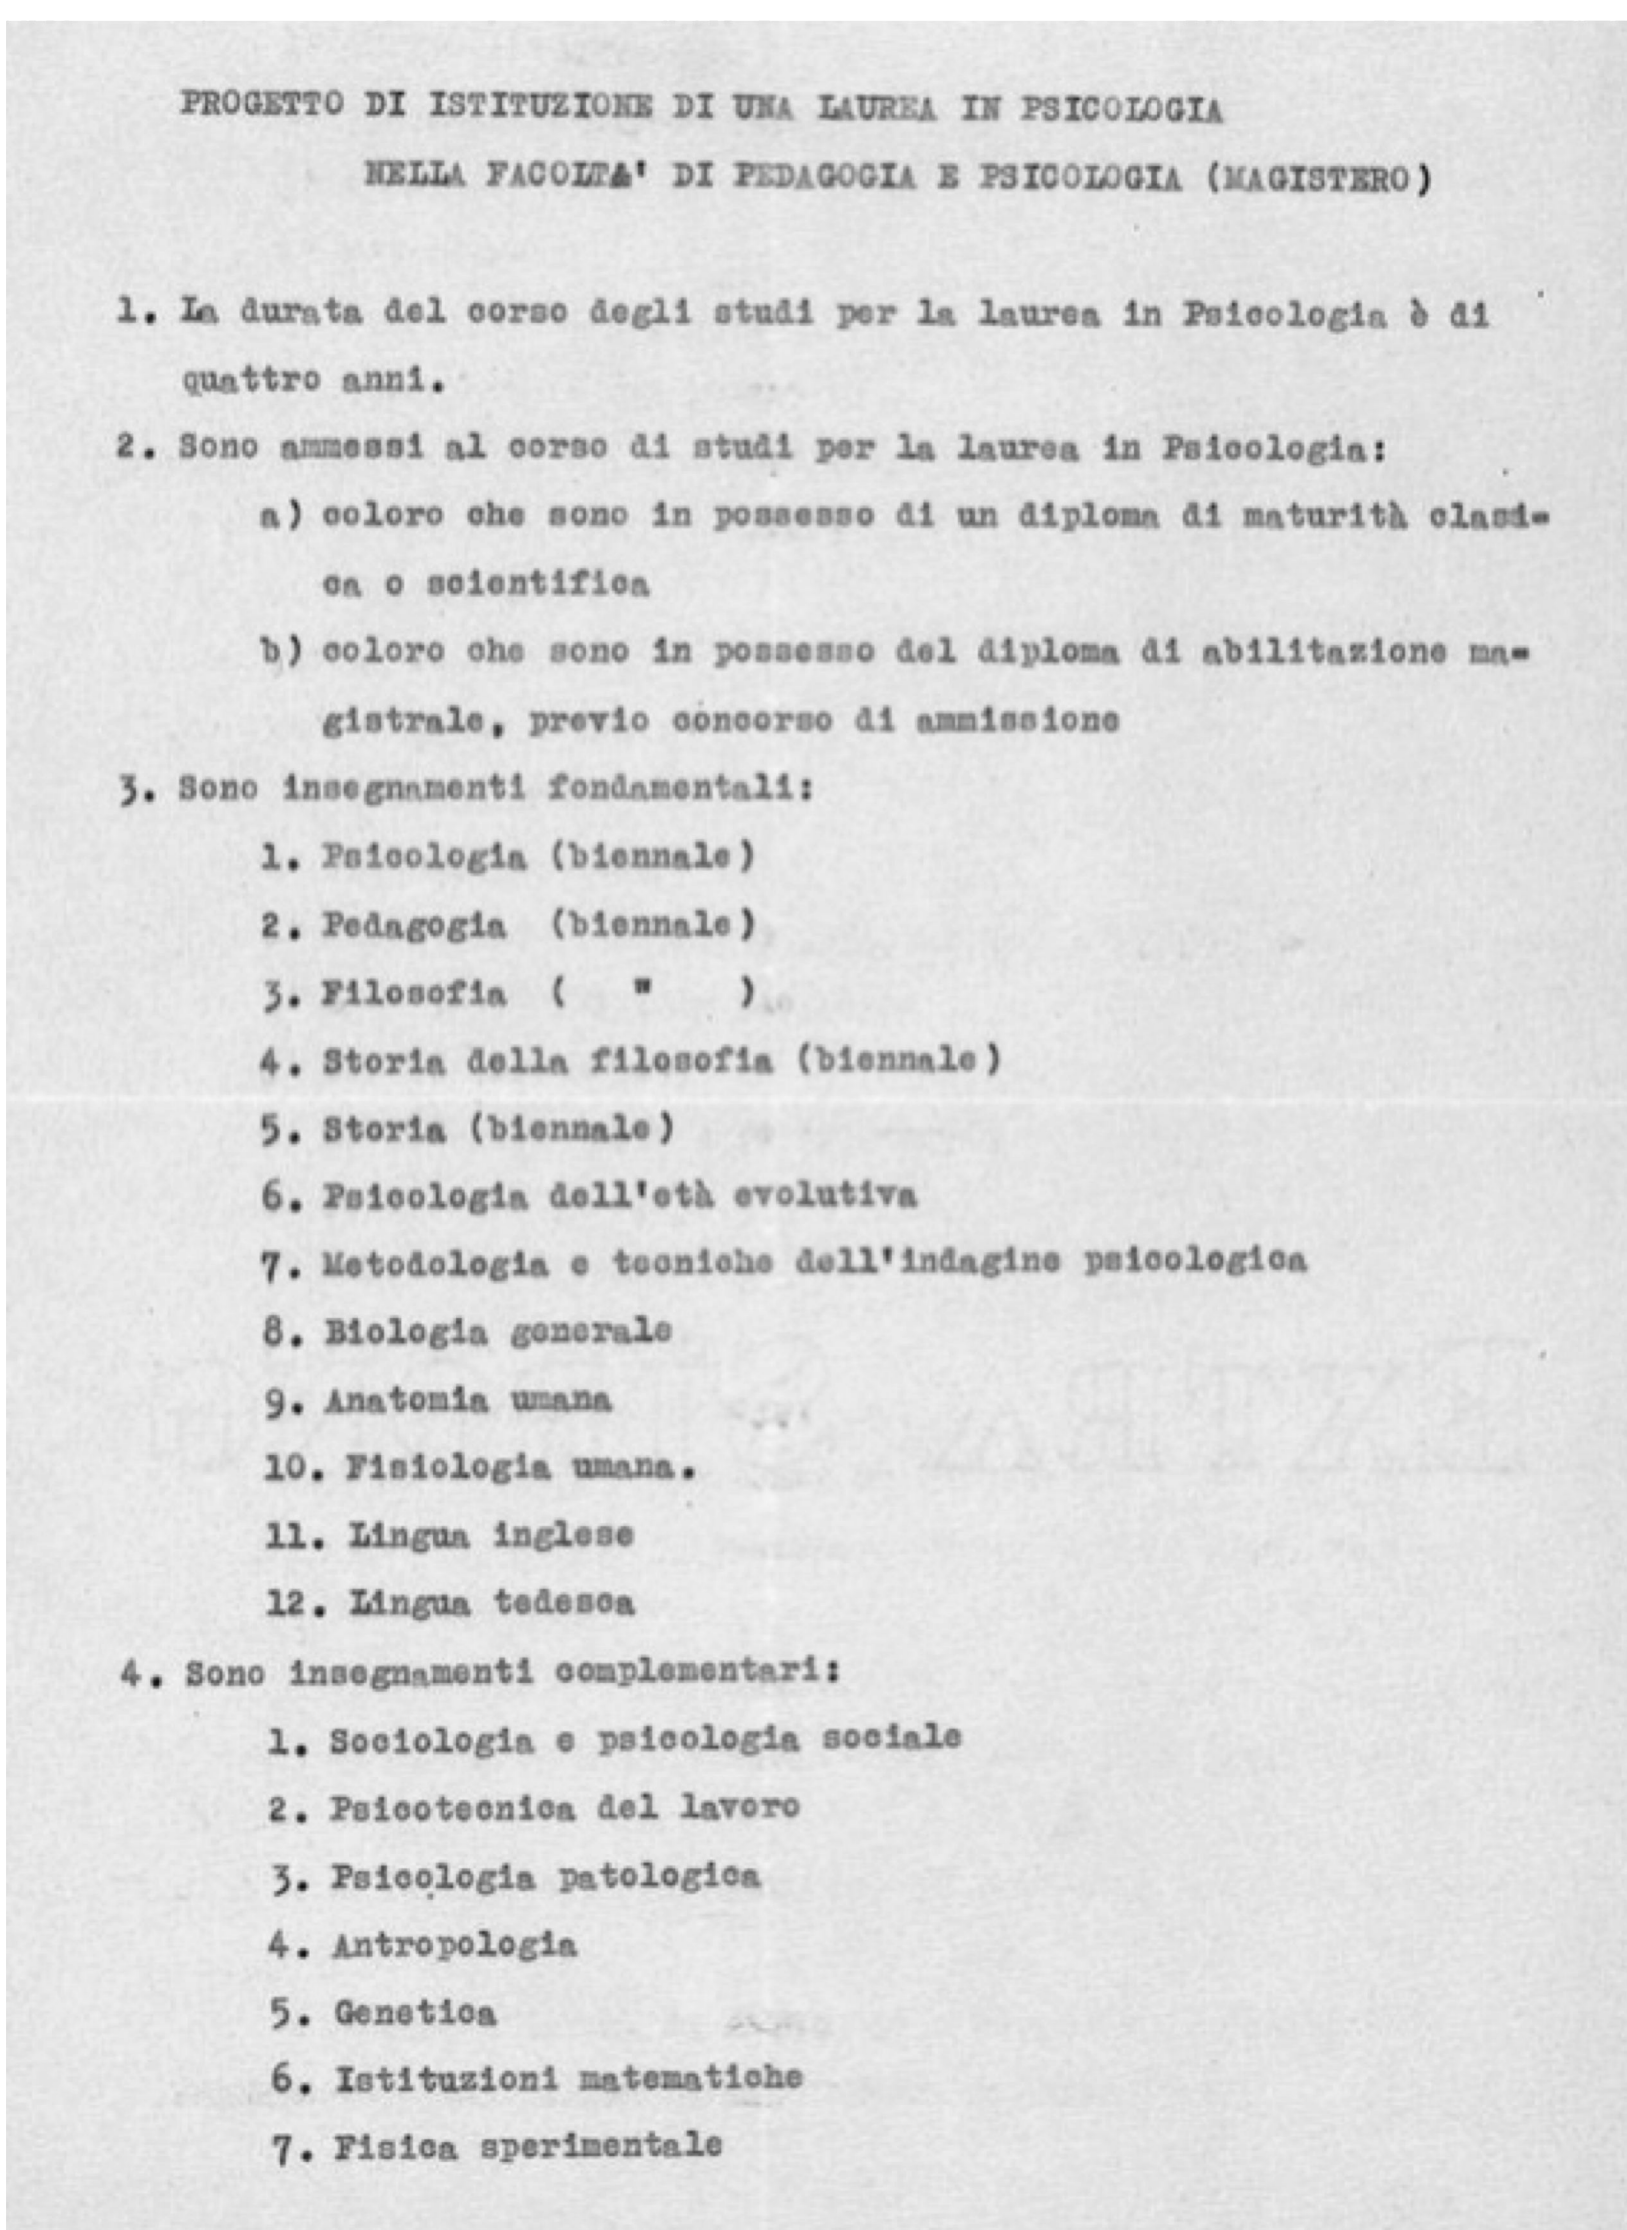 PROGETTO DI ISTITUZIONE DI UNA LAUREA IN PSICOLOGIA
NELLA FACOLTA' DI PEDAGOGIA E PSICOLOGIA (MAGISTERO)
1. La durata del corso degli studi per la laurea in Psicologia è di
quattro anni.
2. Sono ammessi al corso di studi per la laurea in Psicologia:
a) coloro che sono in possesso di un diploma di maturità classi-
ca o scientifica
b) coloro che sono in possesso del diploma di abilitazione ma-
gistrale, previo concorso di ammissione
3. Sono insegnamenti fondamentali:
1. Psicologia (biennale)
2. Pedagogia (biennale)
3. Filosofia ( " )
4. Storia della filosofia (biennale)
5. Storia (biennale)
6. Psicologia dell'età evolutiva
7. Metodologia e tecniche dell'indagine psicologica
8. Biologia generale
9. Anatomia umana
10. Fisiologia umana.
11. Lingua inglese
12. Lingua tedesca
4. Sono insegnamenti complementari:
1. Sociologia e psicologia sociale
2. Psicotecnica del lavoro
3. Psicologia patologica
4. Antropologia
5. Genetica
6. Istituzioni matematiche
7. Fisica sperimentale